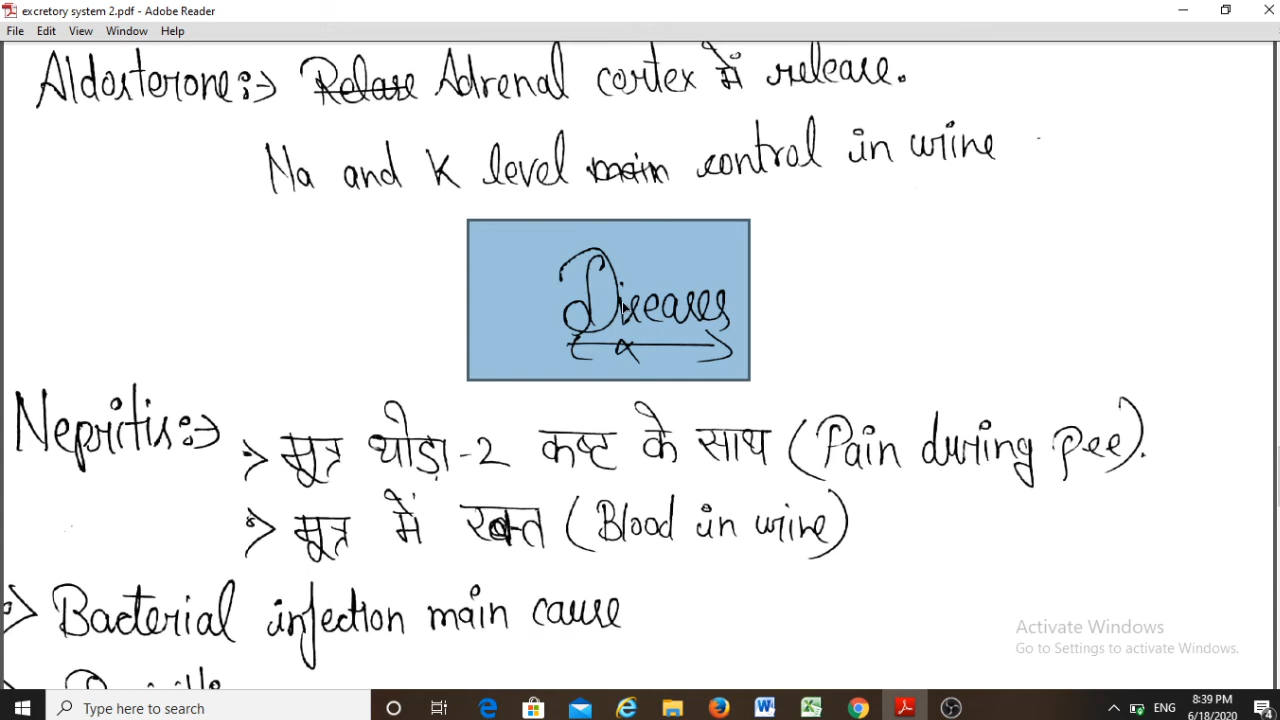 excretory system 2.pdf - Adobe Reader
File Edit View Window Help
Aldosterone:→ Relase Adrenal cortex में release.
Na and K level main control in urine
Diseases
Nepritis:→ > मूत्र थोड़ा-2 कष्ट के साथ (Pain during pee).
> मूत्र में रक्त (Blood in urine)
:> Bacterial infection main cause
Activate Windows
Go to Settings to activate Windows.
Type here to search
ENG
8:39 PM
6/18/2020
4